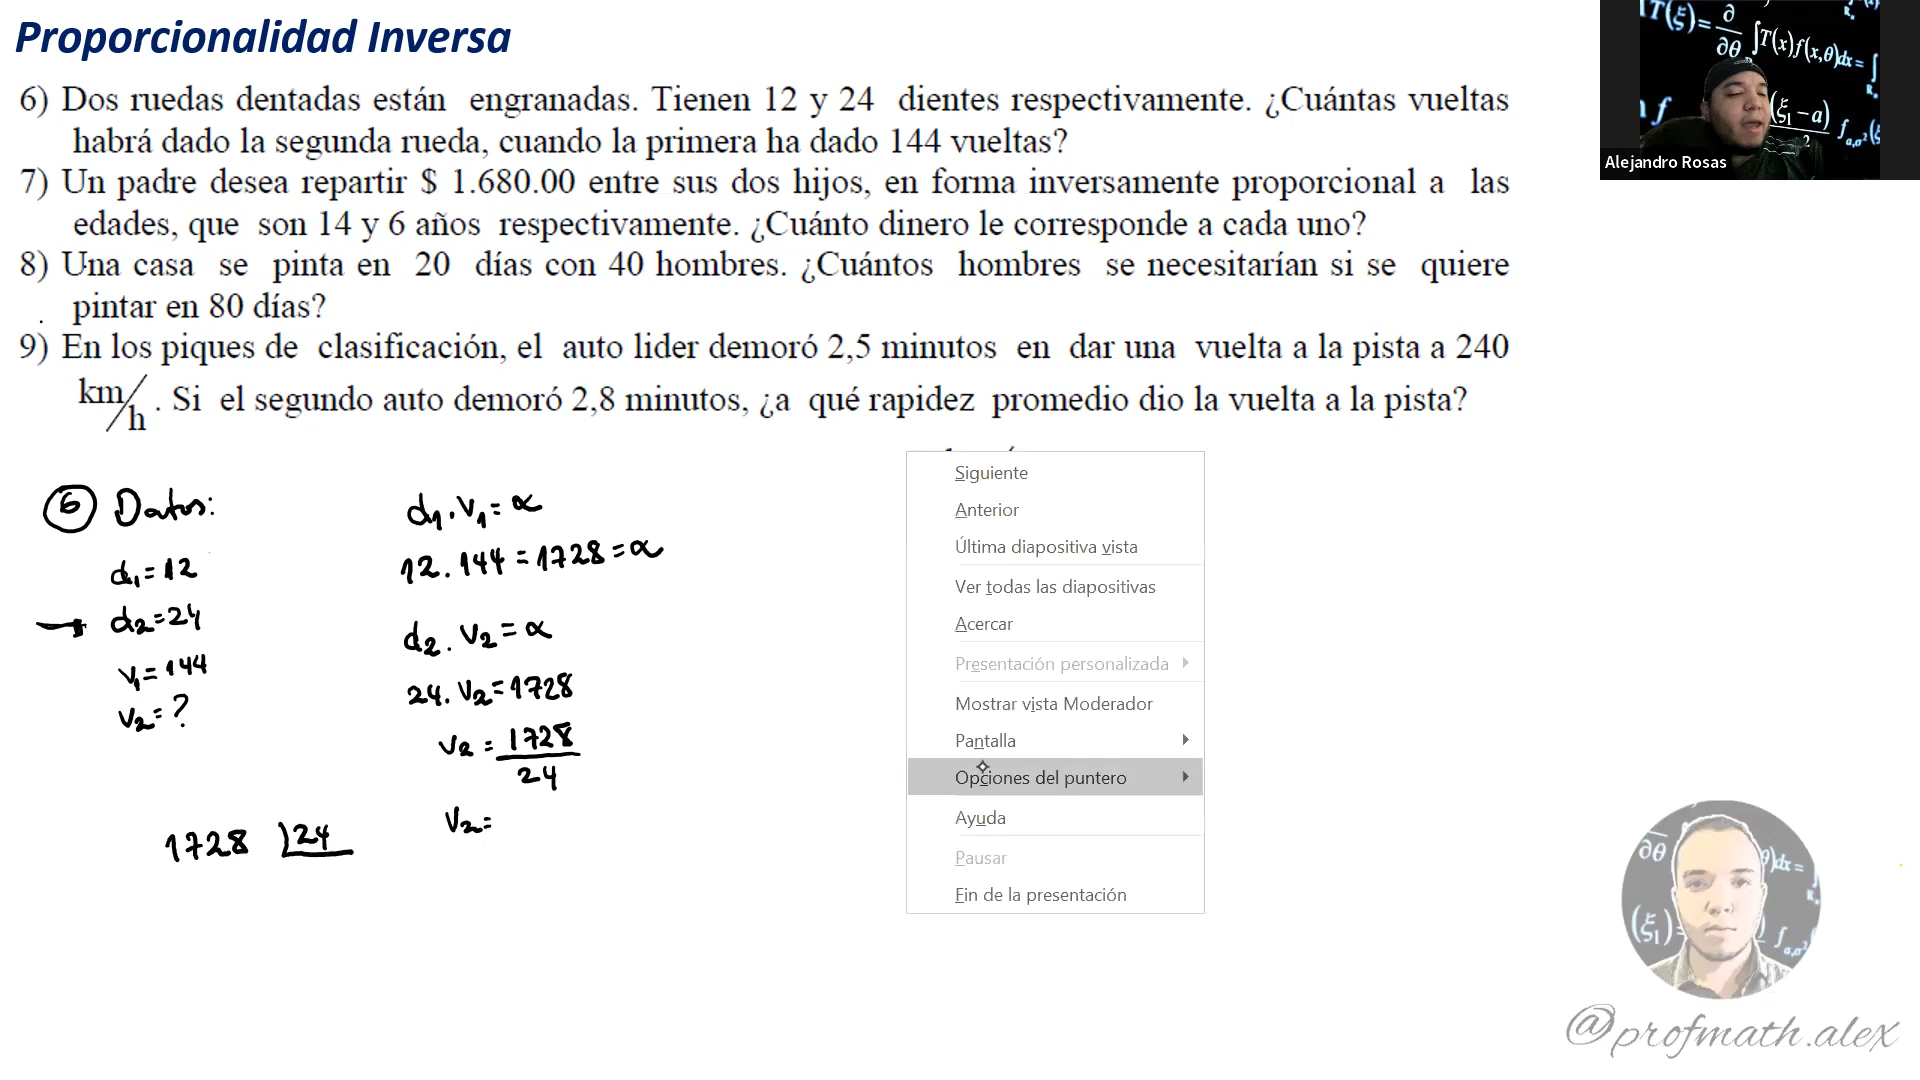 Proporcionalidad Inversa
6) Dos ruedas dentadas están engranadas. Tienen 12 y 24 dientes respectivamente. ¿Cuántas vueltas
habrá dado la segunda rueda, cuando la primera ha dado 144 vueltas?
7) Un padre desea repartir $ 1.680.00 entre sus dos hijos, en forma inversamente proporcional a las
edades, que son 14 y 6 años respectivamente. ¿Cuánto dinero le corresponde a cada uno?
8) Una casa se pinta en 20 días con 40 hombres. ¿Cuántos hombres se necesitarían si se quiere
pintar en 80 días?
9) En los piques de clasificación, el auto lider demoró 2,5 minutos en dar una vuelta a la pista a 240
km/h . Si el segundo auto demoró 2,8 minutos, ¿a qué rapidez promedio dio la vuelta a la pista?
6 Datos:
d1 = 12
→ d2 = 24
V1 = 144
V2 = ?
1728 24
d1 . V1 = α
12 . 144 = 1728 = α
d2 . V2 = α
24 . V2 = 1728
V2 = 1728/24
V2 =
Siguiente
Anterior
Última diapositiva vista
Ver todas las diapositivas
Acercar
Presentación personalizada
Mostrar vista Moderador
Pantalla
Opciones del puntero
Ayuda
Pausar
Fin de la presentación
Alejandro Rosas
@profmath.alex